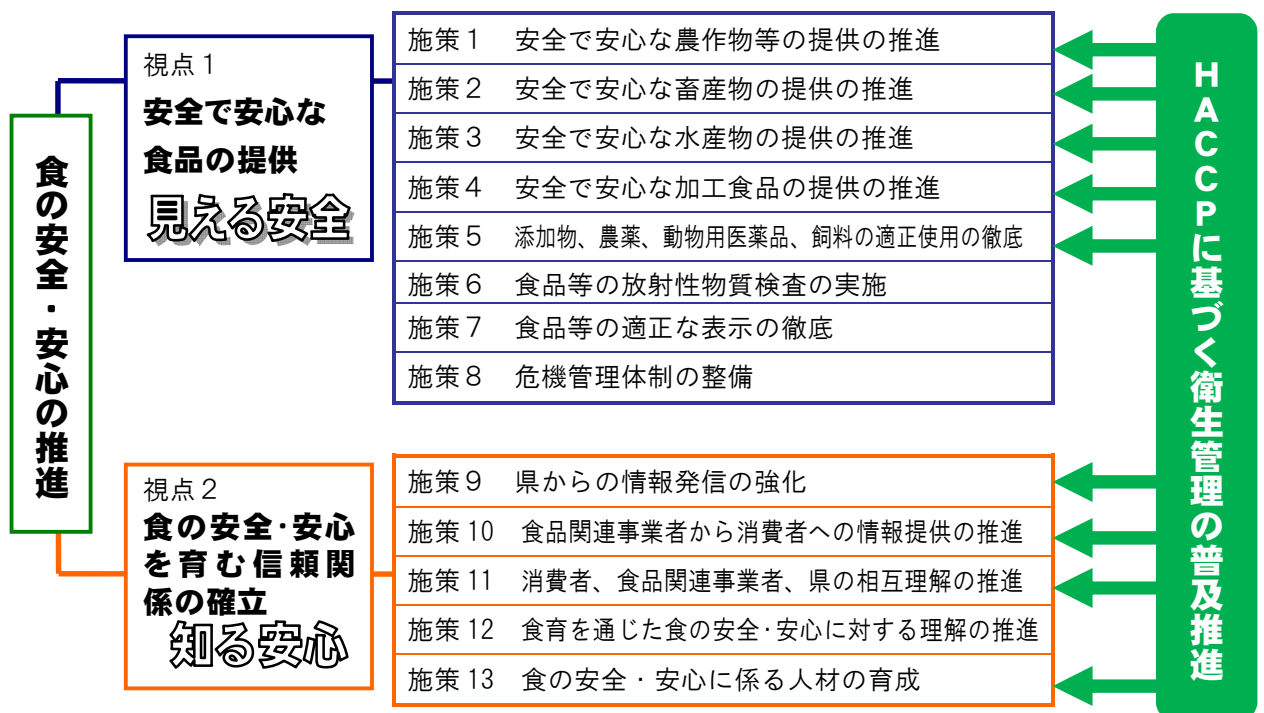 食の安全・安心の推進
視点１
安全で安心な
食品の提供
見える安全
施策１　安全で安心な農作物等の提供の推進
施策２　安全で安心な畜産物の提供の推進
施策３　安全で安心な水産物の提供の推進
施策４　安全で安心な加工食品の提供の推進
施策５　添加物、農薬、動物用医薬品、飼料の適正使用の徹底
施策６　食品等の放射性物質検査の実施
施策７　食品等の適正な表示の徹底
施策８　危機管理体制の整備
視点２
食の安全・安心
を育む信頼関
係の確立
知る安心
施策９　県からの情報発信の強化
施策10　食品関連事業者から消費者への情報提供の推進
施策11　消費者、食品関連事業者、県の相互理解の推進
施策12　食育を通じた食の安全・安心に対する理解の推進
施策13　食の安全・安心に係る人材の育成
ＨＡＣＣＰに基づく衛生管理の普及推進